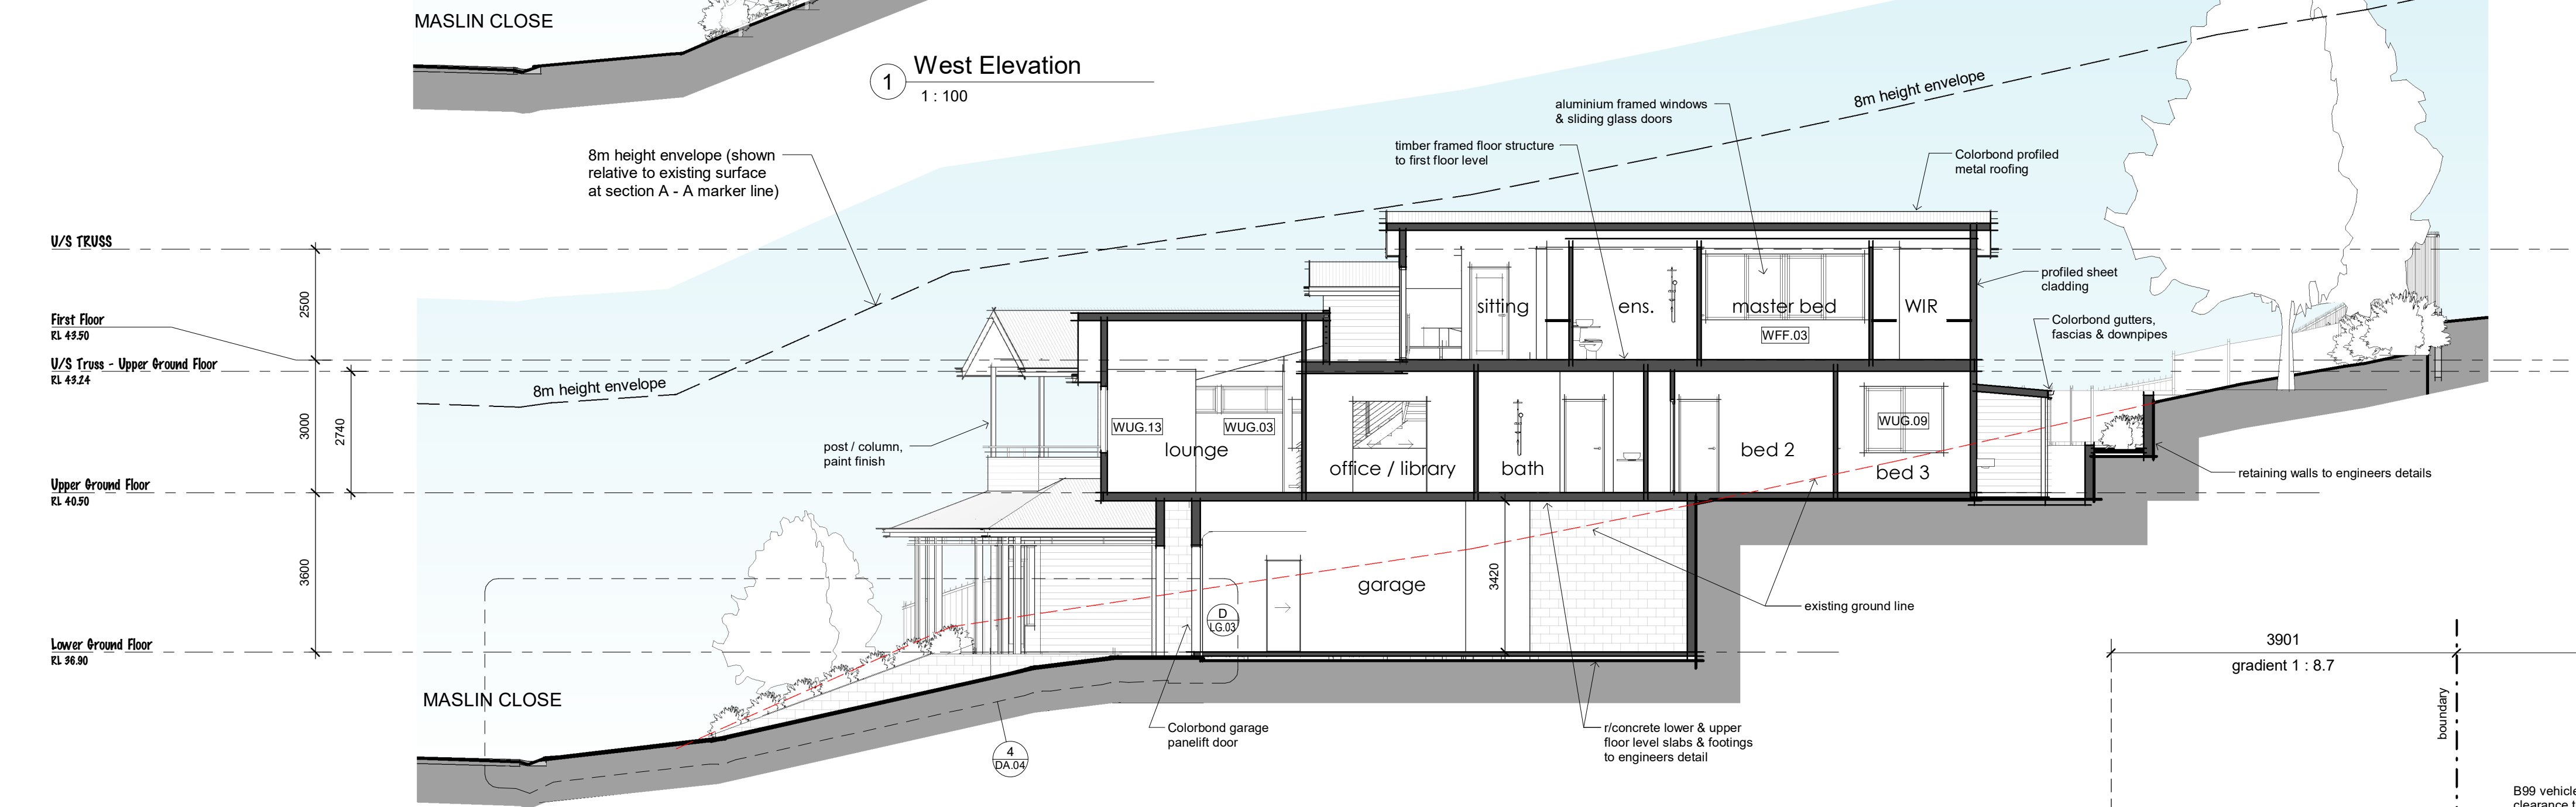 MASLIN CLOSE
1
West Elevation
1 : 100
8m height envelope (shown
relative to existing surface
at section A - A marker line)
8m height envelope
aluminium framed windows
& sliding glass doors
timber framed floor structure
to first floor level
Colorbond profiled
metal roofing
U/S TRUSS
2500
First Floor
RL 43.50
U/S Truss - Upper Ground Floor
RL 43.24
8m height envelope
3000
2740
Upper Ground Floor
RL 40.50
3600
Lower Ground Floor
RL 36.90
sitting
ens.
master bed
WIR
WFF.03
profiled sheet
cladding
Colorbond gutters,
fascias & downpipes
post / column,
paint finish
WUG.13
WUG.03
lounge
office / library
bath
bed 2
WUG.09
bed 3
retaining walls to engineers details
garage
3420
existing ground line
D
LG.03
MASLIN CLOSE
4
DA.04
Colorbond garage
panelift door
r/concrete lower & upper
floor level slabs & footings
to engineers detail
3901
gradient 1 : 8.7
boundary
B99 vehicle
clearance